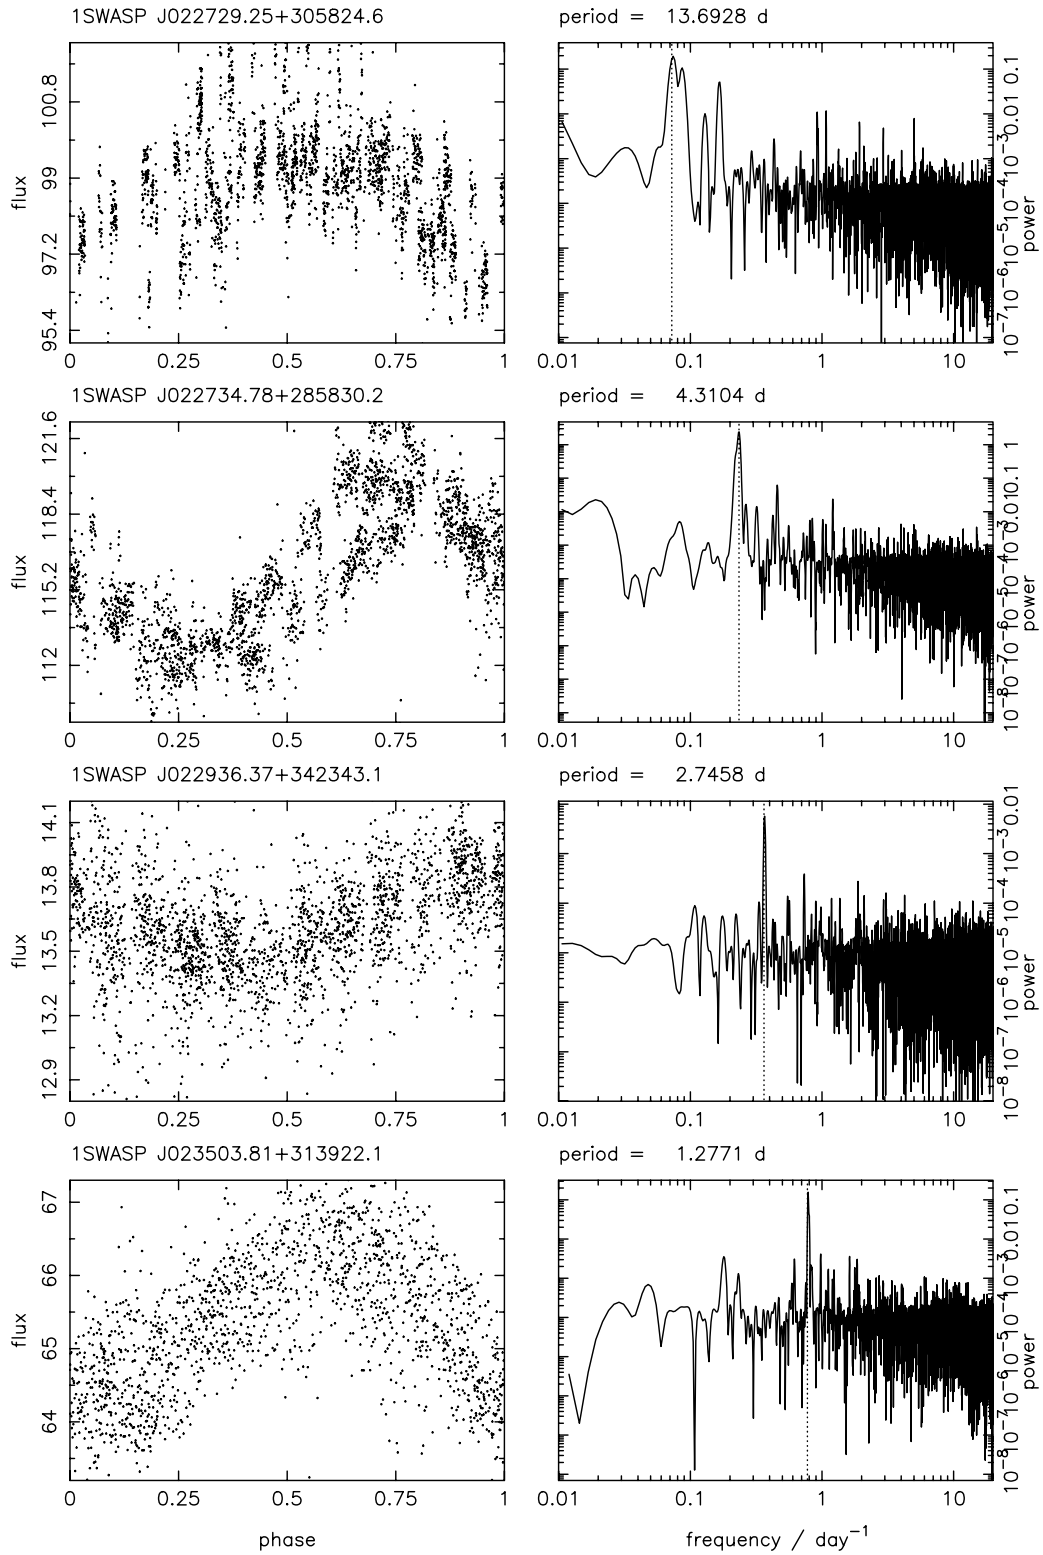 1SWASP J022729.25+305824.6
period = 13.6928 d
flux
95.4 97.2 99 100.8
0 0.25 0.5 0.75 1
10⁻⁷ 10⁻⁶ 10⁻⁵ 10⁻⁴ 10⁻³ 0.01 0.1
power
0.01 0.1 1 10
1SWASP J022734.78+285830.2
period = 4.3104 d
flux
112 115.2 118.4 121.6
0 0.25 0.5 0.75 1
10⁻⁸ 10⁻⁷ 10⁻⁶ 10⁻⁵ 10⁻⁴ 10⁻³ 0.01 0.1 1
power
0.01 0.1 1 10
1SWASP J022936.37+342343.1
period = 2.7458 d
flux
12.9 13.2 13.5 13.8 14.1
0 0.25 0.5 0.75 1
10⁻⁸ 10⁻⁷ 10⁻⁶ 10⁻⁵ 10⁻⁴ 10⁻³ 0.01
power
0.01 0.1 1 10
1SWASP J023503.81+313922.1
period = 1.2771 d
flux
64 65 66 67
0 0.25 0.5 0.75 1
phase
10⁻⁸ 10⁻⁷ 10⁻⁶ 10⁻⁵ 10⁻⁴ 10⁻³ 0.01 0.1
power
0.01 0.1 1 10
frequency / day⁻¹